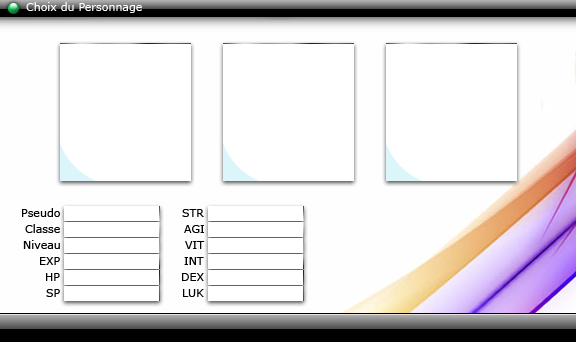 Choix du Personnage
Pseudo
Classe
Niveau
EXP
HP
SP
STR
AGI
VIT
INT
DEX
LUK